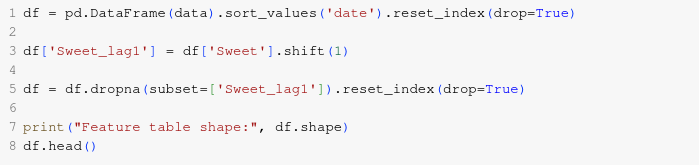 1 df = pd.DataFrame(data).sort_values('date').reset_index(drop=True)
2
3 df['Sweet_lag1'] = df['Sweet'].shift(1)
4
5 df = df.dropna(subset=['Sweet_lag1']).reset_index(drop=True)
6
7 print("Feature table shape:", df.shape)
8 df.head()